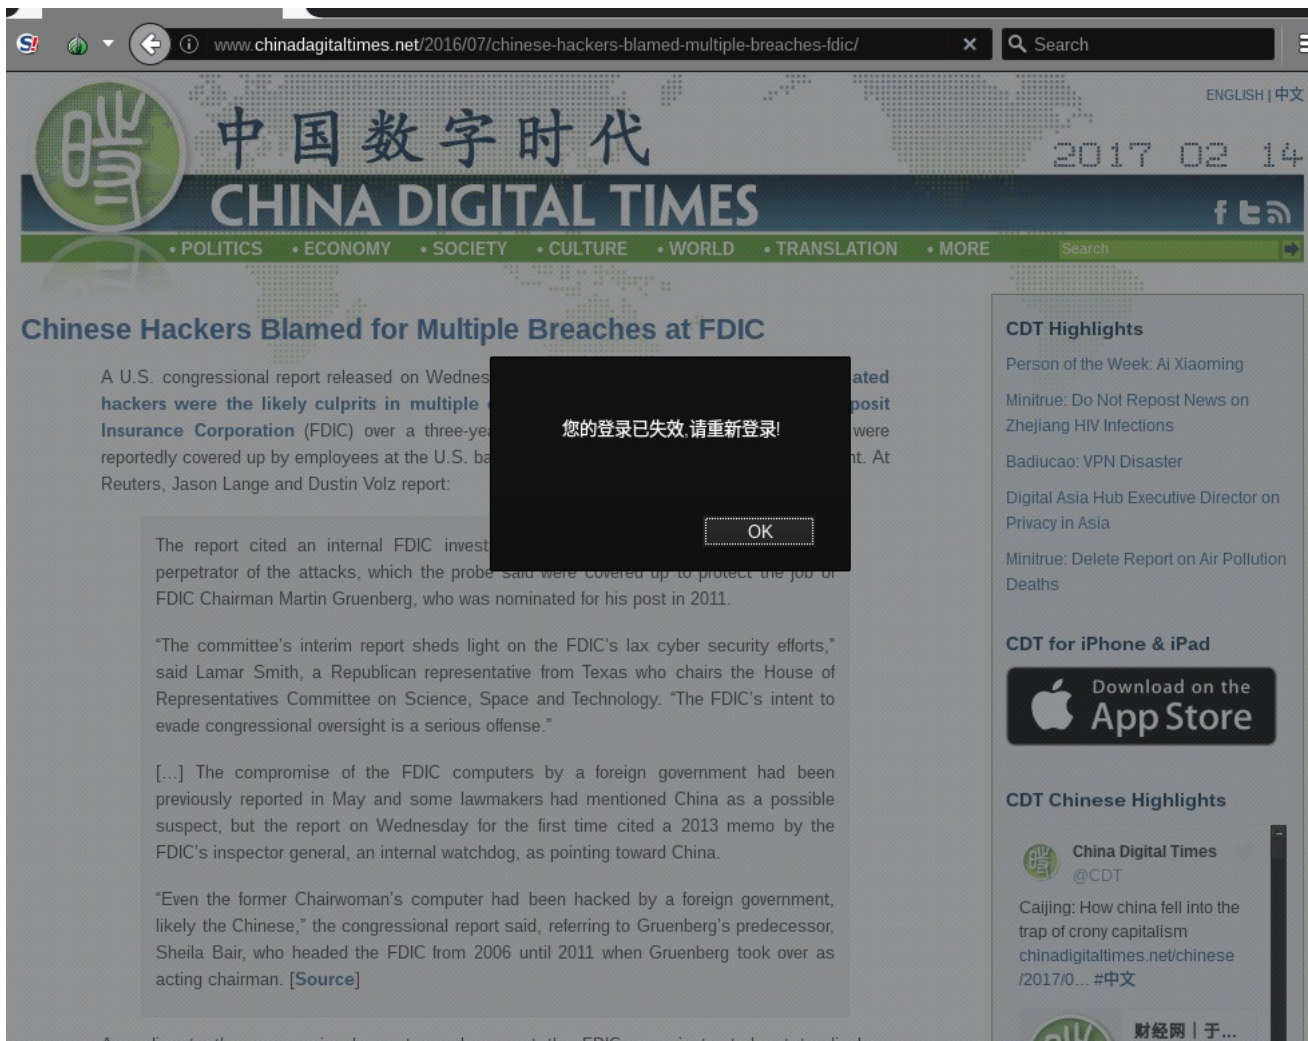 www.chinadagitaltimes.net/2016/07/chinese-hackers-blamed-multiple-breaches-fdic/
Search
ENGLISH | 中文
中国数字时代
2017 02 14
CHINA DIGITAL TIMES
• POLITICS • ECONOMY • SOCIETY • CULTURE • WORLD • TRANSLATION • MORE
Search
Chinese Hackers Blamed for Multiple Breaches at FDIC
A U.S. congressional report released on Wednes
ated
hackers were the likely culprits in multiple
posit
Insurance Corporation (FDIC) over a three-yea
were
reportedly covered up by employees at the U.S. ba
nt. At
Reuters, Jason Lange and Dustin Volz report:
您的登录已失效,请重新登录!
OK
The report cited an internal FDIC invest
perpetrator of the attacks, which the probe said were covered up to protect the job of
FDIC Chairman Martin Gruenberg, who was nominated for his post in 2011.
“The committee’s interim report sheds light on the FDIC’s lax cyber security efforts,”
said Lamar Smith, a Republican representative from Texas who chairs the House of
Representatives Committee on Science, Space and Technology. “The FDIC’s intent to
evade congressional oversight is a serious offense.”
[…] The compromise of the FDIC computers by a foreign government had been
previously reported in May and some lawmakers had mentioned China as a possible
suspect, but the report on Wednesday for the first time cited a 2013 memo by the
FDIC’s inspector general, an internal watchdog, as pointing toward China.
“Even the former Chairwoman’s computer had been hacked by a foreign government,
likely the Chinese,” the congressional report said, referring to Gruenberg’s predecessor,
Sheila Bair, who headed the FDIC from 2006 until 2011 when Gruenberg took over as
acting chairman. [Source]
CDT Highlights
Person of the Week: Ai Xiaoming
Minitrue: Do Not Repost News on
Zhejiang HIV Infections
Badiucao: VPN Disaster
Digital Asia Hub Executive Director on
Privacy in Asia
Minitrue: Delete Report on Air Pollution
Deaths
CDT for iPhone & iPad
Download on the
App Store
CDT Chinese Highlights
China Digital Times
@CDT
Caijing: How china fell into the
trap of crony capitalism
chinadigitaltimes.net/chinese
/2017/0… #中文
财经网｜于...